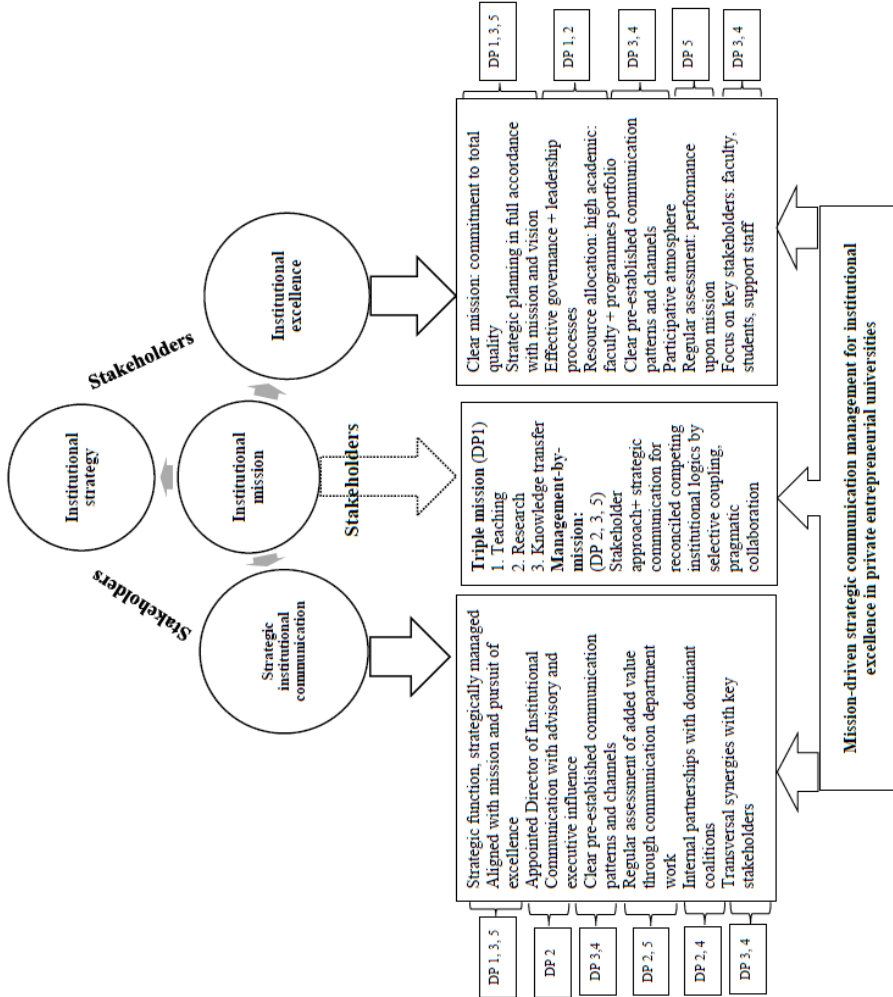 Institutional
strategy
Stakeholders
Stakeholders
Strategic
institutional
communication
Institutional
mission
Institutional
excellence
Stakeholders
DP 1, 3, 5
DP 2
DP 3,4
DP 2, 5
DP 2, 4
DP 3, 4
Strategic function, strategically managed
Aligned with mission and pursuit of
excellence
Appointed Director of Institutional
Communication with advisory and
executive influence
Clear pre-established communication
patterns and channels
Regular assessment of added value
through communication department
work
Internal partnerships with dominant
coalitions
Transversal synergies with key
stakeholders
Triple mission (DP1)
1. Teaching
2. Research
3. Knowledge transfer
Management-by-
mission:
(DP 2, 3, 5)
Stakeholder
approach+ strategic
communication for
reconciled competing
institutional logics by
selective coupling,
pragmatic
collaboration
Clear mission: commitment to total
quality
Strategic planning in full accordance
with mission and vision
Effective governance + leadership
processes
Resource allocation: high academic:
faculty + programmes portfolio
Clear pre-established communication
patterns and channels
Participative atmosphere
Regular assessment: performance
upon mission
Focus on key stakeholders: faculty,
students, support staff
DP 1, 3, 5
DP 1, 2
DP 3, 4
DP 5
DP 3, 4
Mission-driven strategic communication management for institutional
excellence in private entrepreneurial universities